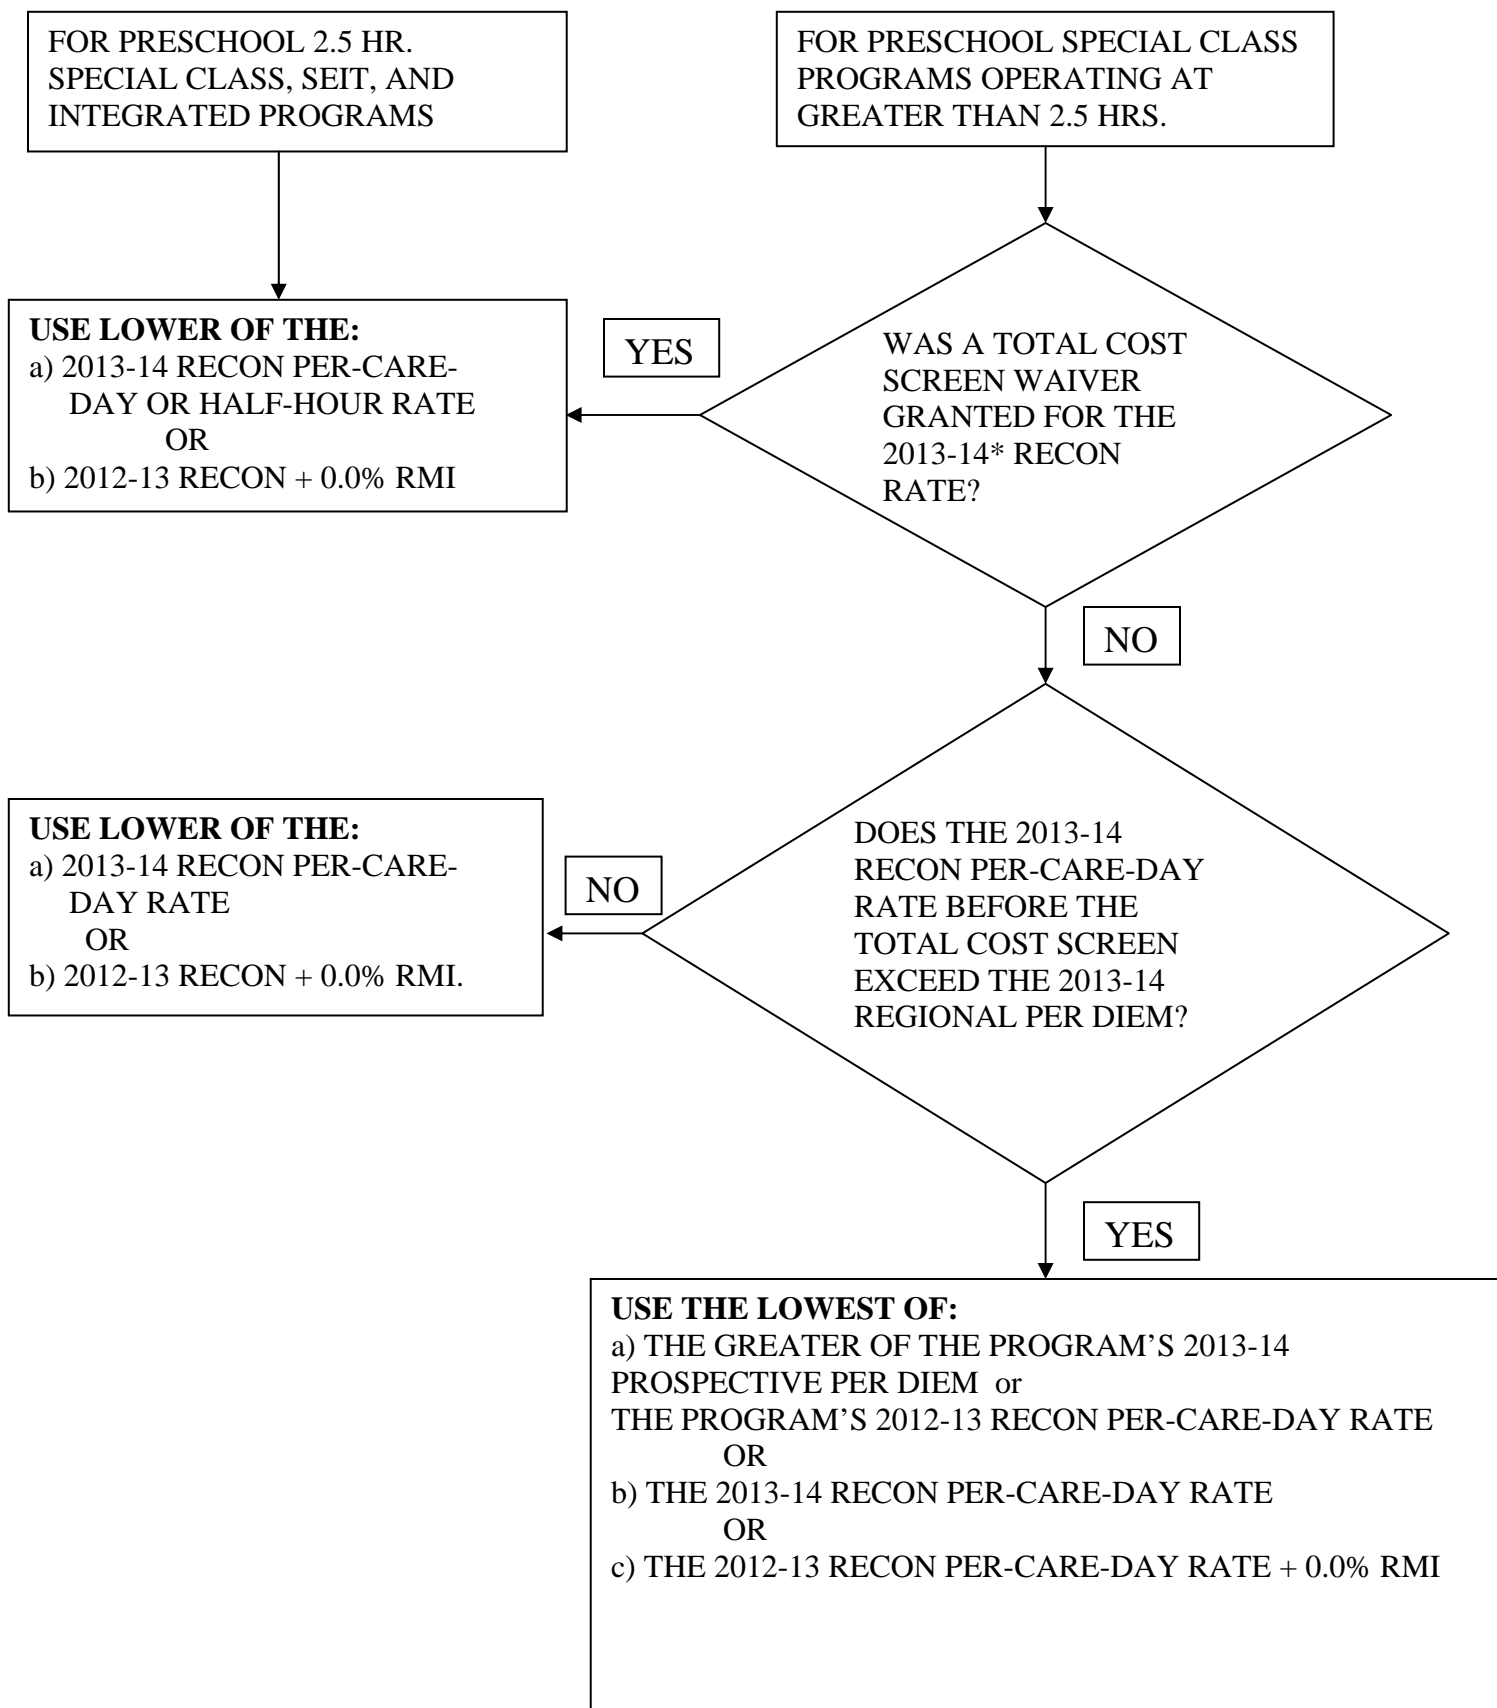 FOR PRESCHOOL 2.5 HR.
SPECIAL CLASS, SEIT, AND
INTEGRATED PROGRAMS
FOR PRESCHOOL SPECIAL CLASS
PROGRAMS OPERATING AT
GREATER THAN 2.5 HRS.
USE LOWER OF THE:
a) 2013-14 RECON PER-CARE-
DAY OR HALF-HOUR RATE
OR
b) 2012-13 RECON + 0.0% RMI
YES
WAS A TOTAL COST
SCREEN WAIVER
GRANTED FOR THE
2013-14* RECON
RATE?
NO
USE LOWER OF THE:
a) 2013-14 RECON PER-CARE-
DAY RATE
OR
b) 2012-13 RECON + 0.0% RMI.
NO
DOES THE 2013-14
RECON PER-CARE-DAY
RATE BEFORE THE
TOTAL COST SCREEN
EXCEED THE 2013-14
REGIONAL PER DIEM?
YES
USE THE LOWEST OF:
a) THE GREATER OF THE PROGRAM’S 2013-14
PROSPECTIVE PER DIEM or
THE PROGRAM’S 2012-13 RECON PER-CARE-DAY RATE
OR
b) THE 2013-14 RECON PER-CARE-DAY RATE
OR
c) THE 2012-13 RECON PER-CARE-DAY RATE + 0.0% RMI